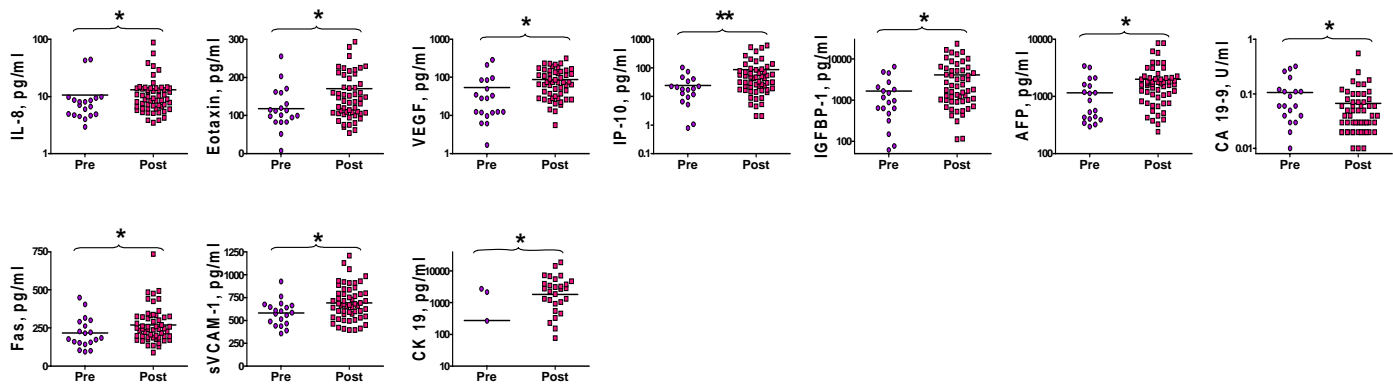 * * * ** * * *
IL-8, pg/ml
100
10
1
Pre Post
Eotaxin, pg/ml
300
200
100
0
Pre Post
VEGF, pg/ml
1000
100
10
1
Pre Post
IP-10, pg/ml
1000
100
10
1
0.1
Pre Post
IGFBP-1, pg/ml
10000
1000
100
Pre Post
AFP, pg/ml
10000
1000
100
Pre Post
CA 19-9, U/ml
1
0.1
0.01
Pre Post
* * *
Fas, pg/ml
750
500
250
0
Pre Post
sVCAM-1, pg/ml
1250
1000
750
500
250
0
Pre Post
CK 19, pg/ml
10000
1000
100
10
Pre Post